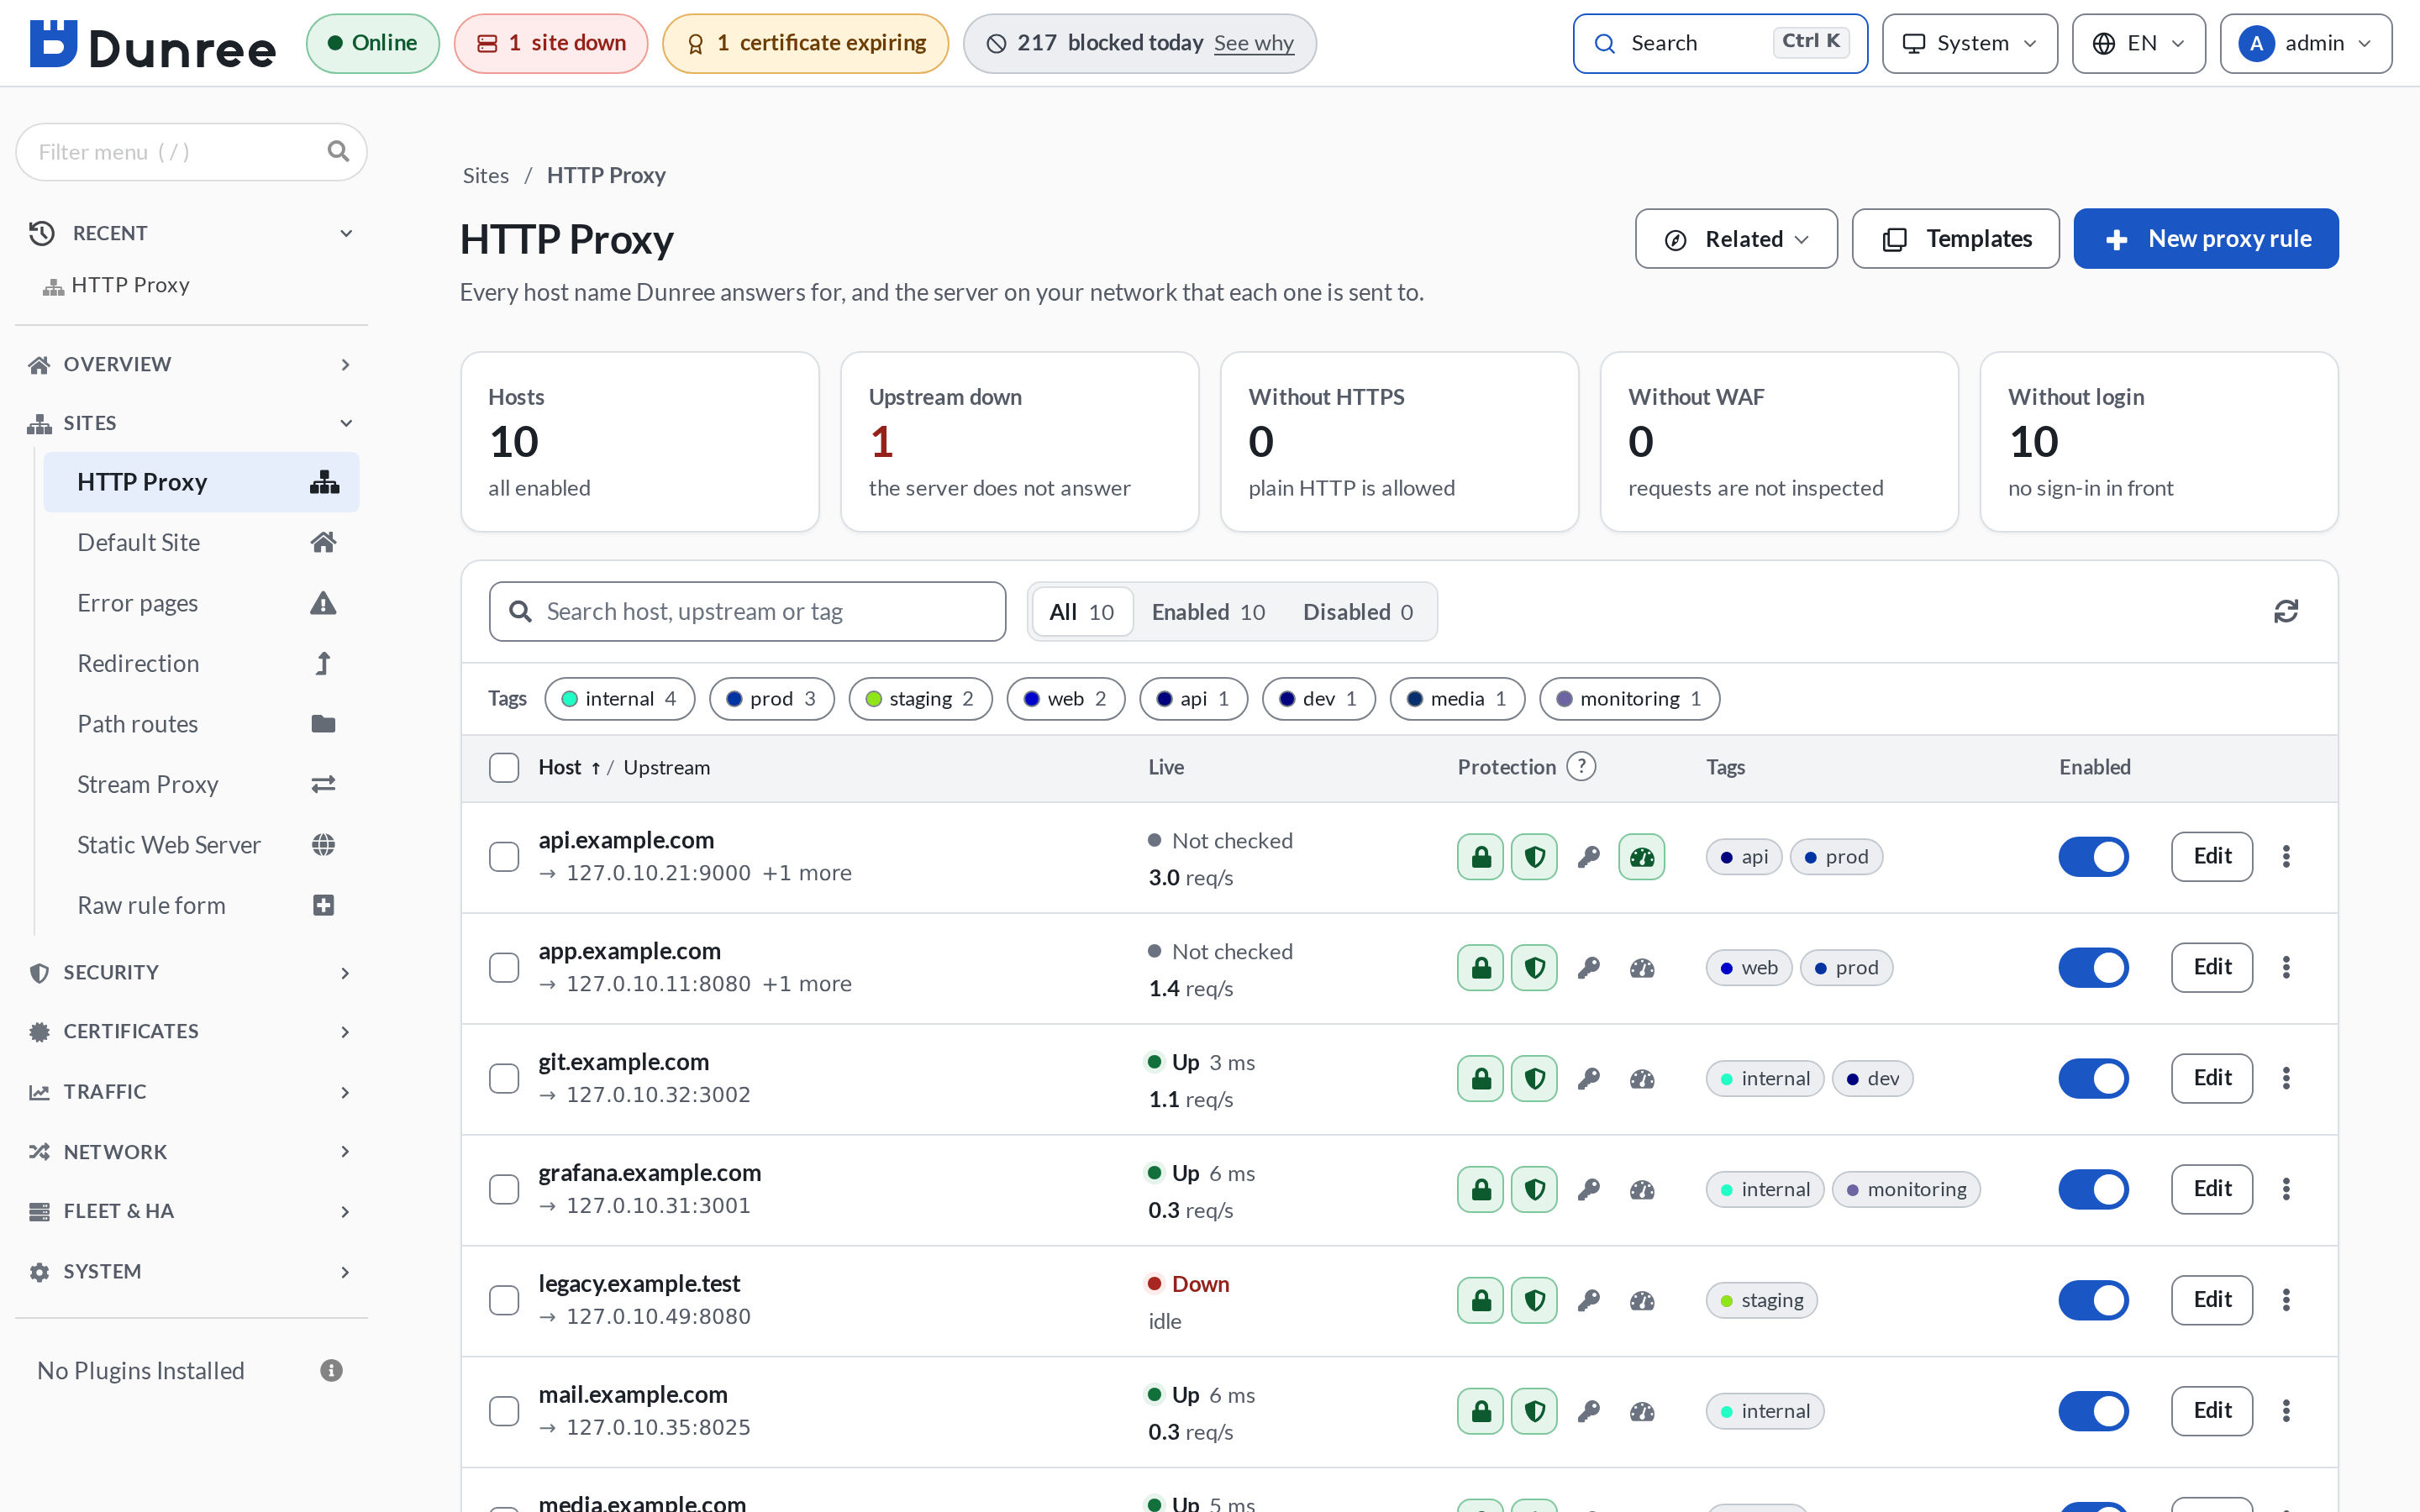 Dunree
Online
1 site down
1 certificate expiring
217 blocked today See why
Search Ctrl K
System
EN
A admin
Filter menu ( / )
RECENT
HTTP Proxy
OVERVIEW
SITES
HTTP Proxy
Default Site
Error pages
Redirection
Path routes
Stream Proxy
Static Web Server
Raw rule form
SECURITY
CERTIFICATES
TRAFFIC
NETWORK
FLEET & HA
SYSTEM
No Plugins Installed
Sites / HTTP Proxy
HTTP Proxy
Every host name Dunree answers for, and the server on your network that each one is sent to.
Related
Templates
New proxy rule
Hosts
10
all enabled
Upstream down
1
the server does not answer
Without HTTPS
0
plain HTTP is allowed
Without WAF
0
requests are not inspected
Without login
10
no sign-in in front
Search host, upstream or tag
All 10
Enabled 10
Disabled 0
Tags
internal 4
prod 3
staging 2
web 2
api 1
dev 1
media 1
monitoring 1
Host ↑ / Upstream
Live
Protection ?
Tags
Enabled
api.example.com
→ 127.0.10.21:9000 +1 more
Not checked
3.0 req/s
api
prod
Edit
app.example.com
→ 127.0.10.11:8080 +1 more
Not checked
1.4 req/s
web
prod
Edit
git.example.com
→ 127.0.10.32:3002
Up 3 ms
1.1 req/s
internal
dev
Edit
grafana.example.com
→ 127.0.10.31:3001
Up 6 ms
0.3 req/s
internal
monitoring
Edit
legacy.example.test
→ 127.0.10.49:8080
Down
idle
staging
Edit
mail.example.com
→ 127.0.10.35:8025
Up 6 ms
0.3 req/s
internal
Edit
media.example.com
Up 5 ms